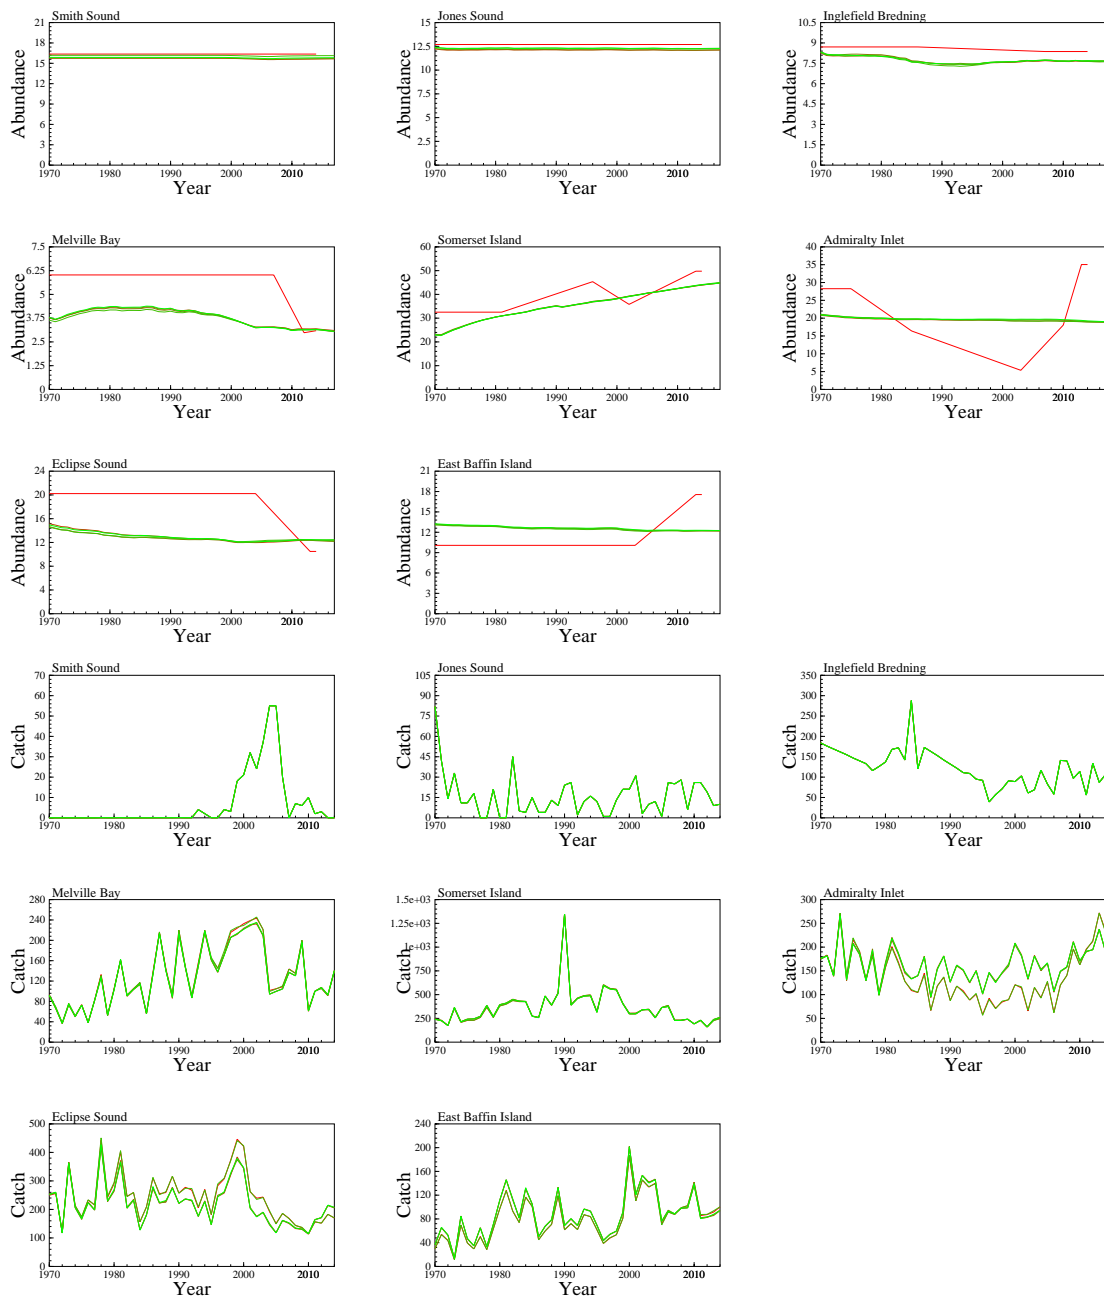 Smith Sound
Jones Sound
Inglefield Bredning
21
18
15
12
9
6
3
0
Abundance
1970 1980 1990 2000 2010
Year
15
12.5
10
7.5
5
2.5
0
Abundance
1970 1980 1990 2000 2010
Year
10.5
9
7.5
6
4.5
3
1.5
0
Abundance
1970 1980 1990 2000 2010
Year
Melville Bay
Somerset Island
Admiralty Inlet
7.5
6.25
5
3.75
2.5
1.25
0
Abundance
1970 1980 1990 2000 2010
Year
60
50
40
30
20
10
0
Abundance
1970 1980 1990 2000 2010
Year
40
35
30
25
20
15
10
5
0
Abundance
1970 1980 1990 2000 2010
Year
Eclipse Sound
East Baffin Island
24
20
16
12
8
4
0
Abundance
1970 1980 1990 2000 2010
Year
21
18
15
12
9
6
3
0
Abundance
1970 1980 1990 2000 2010
Year
Smith Sound
Jones Sound
Inglefield Bredning
70
60
50
40
30
20
10
0
Catch
1970 1980 1990 2000 2010
Year
105
90
75
60
45
30
15
0
Catch
1970 1980 1990 2000 2010
Year
350
300
250
200
150
100
50
0
Catch
1970 1980 1990 2000 2010
Year
Melville Bay
Somerset Island
Admiralty Inlet
280
240
200
160
120
80
40
0
Catch
1970 1980 1990 2000 2010
Year
1.5e+03
1.25e+03
1e+03
750
500
250
0
Catch
1970 1980 1990 2000 2010
Year
300
250
200
150
100
50
0
Catch
1970 1980 1990 2000 2010
Year
Eclipse Sound
East Baffin Island
500
400
300
200
100
0
Catch
1970 1980 1990 2000 2010
Year
240
200
160
120
80
40
0
Catch
1970 1980 1990 2000 2010
Year